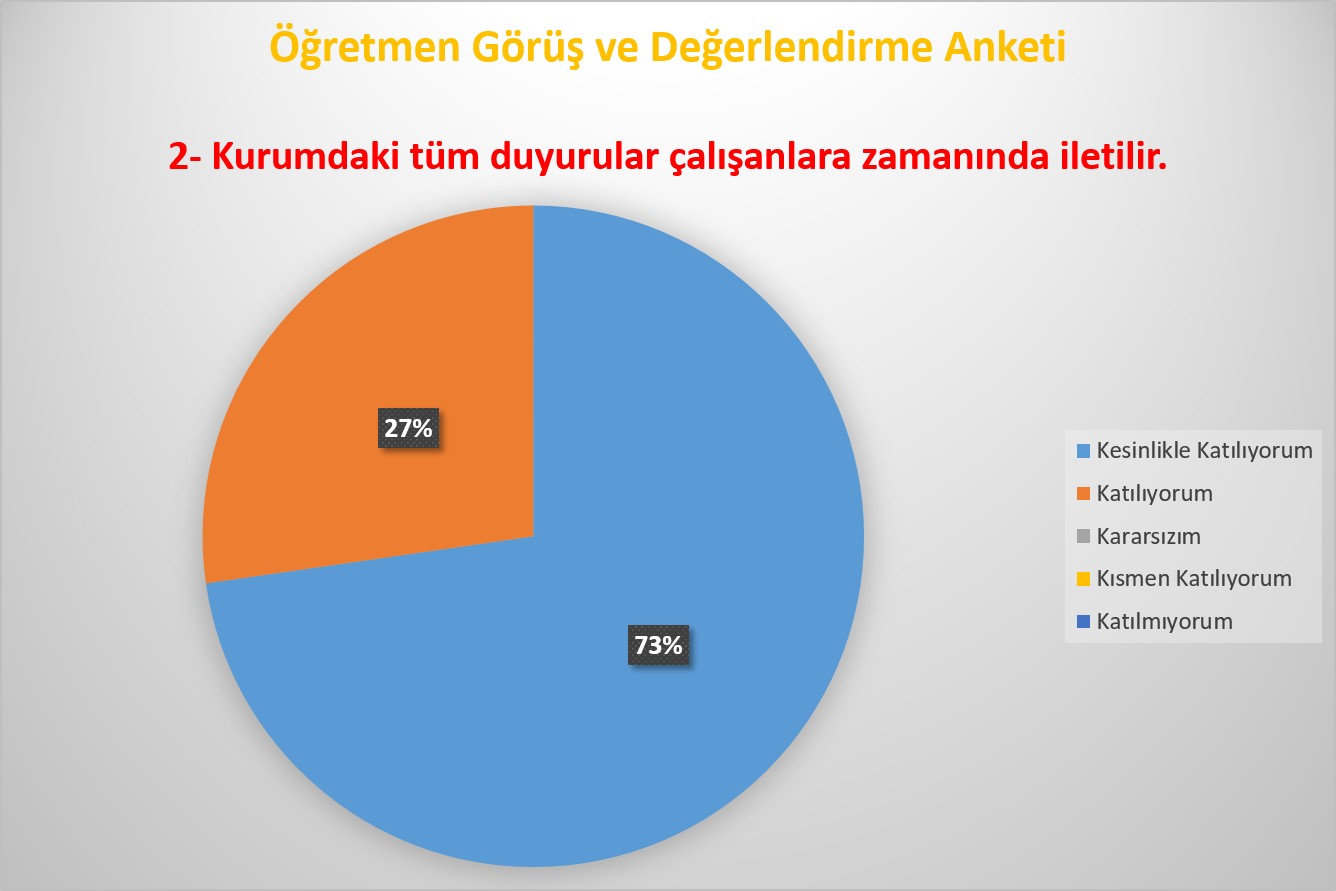 Öğretmen Görüş ve Değerlendirme Anketi
2- Kurumdaki tüm duyurular çalışanlara zamanında iletilir.
27%
73%
Kesinlikle Katılıyorum
Katılıyorum
Kararsızım
Kısmen Katılıyorum
Katılmıyorum